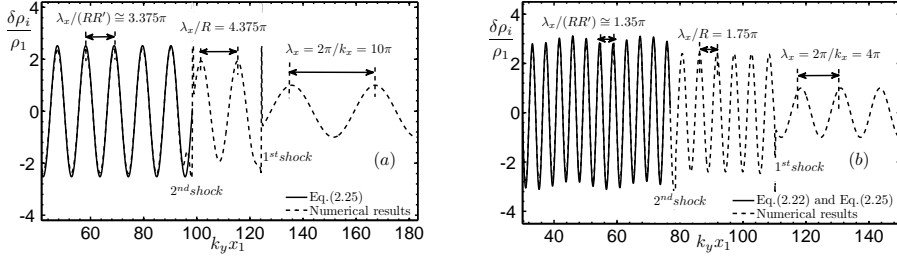 λ_x/(RR′) ≅ 3.375π
λ_x/R = 4.375π
λ_x = 2π/k_x = 10π
δρ_i/ρ_1
4
2
0
-2
-4
(a)
1^st shock
2^nd shock
Eq.(2.25)
Numerical results
60 80 100 120 140 160 180
k_y x_1
λ_x/(RR′) ≅ 1.35π
λ_x/R = 1.75π
λ_x = 2π/k_x = 4π
δρ_i/ρ_1
4
2
0
-2
-4
(b)
1^st shock
2^nd shock
Eq.(2.22) and Eq.(2.25)
Numerical results
40 60 80 100 120 140
k_y x_1